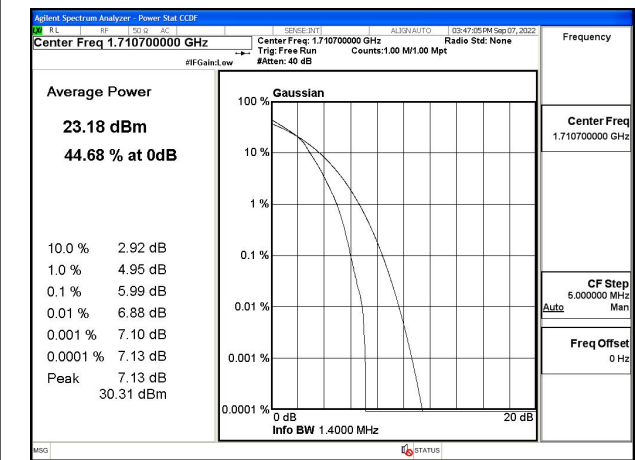 Agilent Spectrum Analyzer - Power Stat CCDF
LXI RL RF 50 Ω AC SENSE:INT ALIGN AUTO 03:47:05 PM Sep 07, 2022
Center Freq 1.710700000 GHz
Center Freq: 1.710700000 GHz Radio Std: None
Trig: Free Run Counts:1.00 M/1.00 Mpt
#IFGain:Low #Atten: 40 dB
Frequency
Average Power
23.18 dBm
44.68 % at 0dB
10.0 % 2.92 dB
1.0 % 4.95 dB
0.1 % 5.99 dB
0.01 % 6.88 dB
0.001 % 7.10 dB
0.0001 % 7.13 dB
Peak 7.13 dB
30.31 dBm
Gaussian
100 %
10 %
1 %
0.1 %
0.01 %
0.001 %
0.0001 %
0 dB 20 dB
Info BW 1.4000 MHz
Center Freq
1.710700000 GHz
CF Step
5.000000 MHz
Auto Man
Freq Offset
0 Hz
MSG STATUS